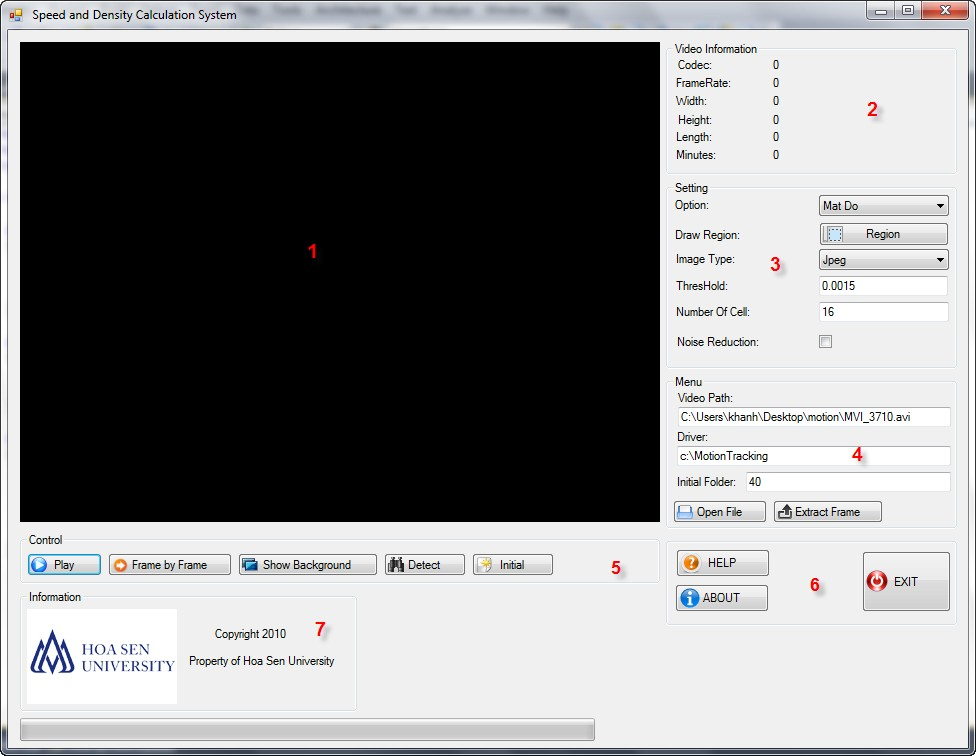 Speed and Density Calculation System
1
Video Information
Codec: 0
FrameRate: 0
Width: 0
Height: 0
Length: 0
Minutes: 0
2
Setting
Option: Mat Do
Draw Region: Region
Image Type: Jpeg
3
ThresHold: 0.0015
Number Of Cell: 16
Noise Reduction:
Menu
Video Path:
C:\Users\khanh\Desktop\motion\MVI_3710.avi
Driver:
c:\MotionTracking
4
Initial Folder: 40
Open File Extract Frame
Control
Play Frame by Frame Show Background Detect Initial 5
HELP
ABOUT
6
EXIT
Information
HOA SEN
UNIVERSITY
Copyright 2010 7
Property of Hoa Sen University